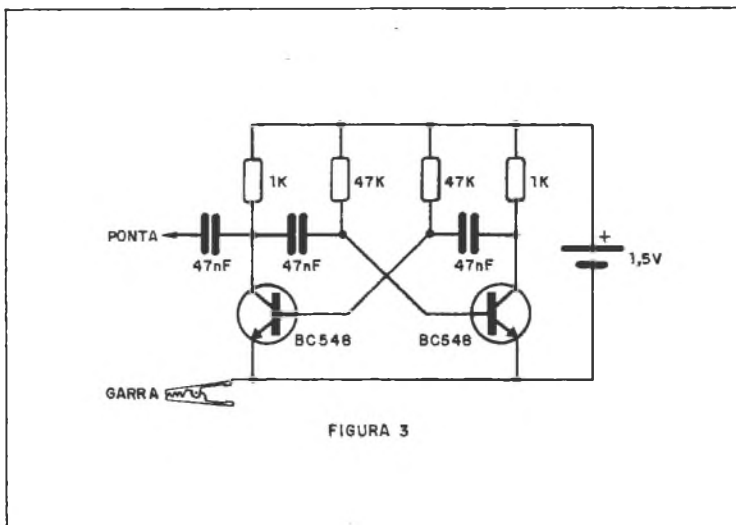 1K
47K
47K
1K
+
1,5V
PONTA
47nF
47nF
47nF
BC548
BC548
GARRA
FIGURA 3